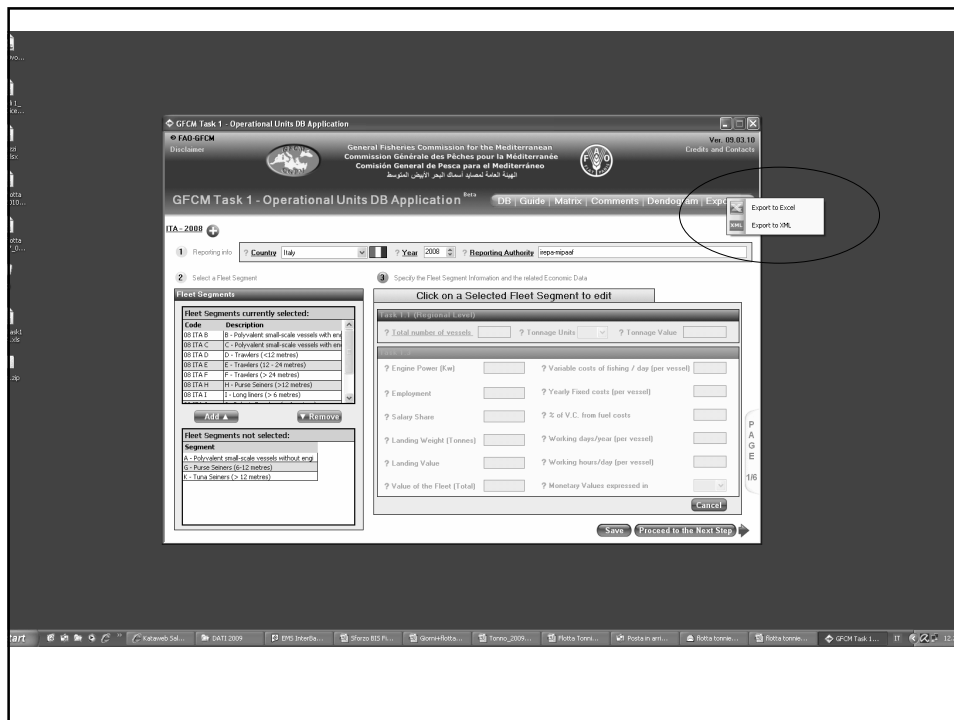 GFCM Task 1 - Operational Units DB Application
© FAO-GFCM
Disclaimer
General Fisheries Commission for the Mediterranean
Commission Générale des Pêches pour la Méditerranée
Comisión General de Pesca para el Mediterráneo
الهيئة العامة لمصايد أسماك البحر الأبيض المتوسط
Ver. 09.03.10
Credits and Contacts
GFCM Task 1 - Operational Units DB Application Beta
DB | Guide | Matrix | Comments | Dendogram |
Export to Excel
XML Export to XML
ITA - 2008
1 Reporting info ? Country Italy ? Year 2008 ? Reporting Authority irepa-mipaaf
2 Select a Fleet Segment
3 Specify the Fleet Segment Information and the related Economic Data
Fleet Segments
Click on a Selected Fleet Segment to edit
Fleet Segments currently selected:
Code Description
08 ITA B B - Polyvalent small-scale vessels with eng
08 ITA C C - Polyvalent small-scale vessels with en
08 ITA D D - Trawlers (<12 metres)
08 ITA E E - Trawlers (12 - 24 metres)
08 ITA F F - Trawlers (> 24 metres)
08 ITA H H - Purse Seiners (>12 metres)
08 ITA I I - Long liners (> 6 metres)
Add ▲ ▼ Remove
Fleet Segments not selected:
Segment
A - Polyvalent small-scale vessels without engi
G - Purse Seiners (6-12 metres)
K - Tuna Seiners (> 12 metres)
Task 1.1 (Regional Level)
? Total number of vessels ? Tonnage Units ? Tonnage Value
? Engine Power (Kw) ? Variable costs of fishing / day (per vessel)
? Employment ? Yearly Fixed costs (per vessel)
? Salary Share ? % of V.C. from fuel costs
? Landing Weight (Tonnes) ? Working days/year (per vessel)
? Landing Value ? Working hours/day (per vessel)
? Value of the Fleet (Total) ? Monetary Values expressed in
PAGE
1/6
Cancel
Save Proceed to the Next Step
Kataweb Sal... DATI 2009 EMS InterBa... Sforzo BIS Fi... Giorni+flotta... Tonno_2009... Flotta Tonni... Posta in arri... flotta tonnie... flotta tonnie... GFCM Task 1... IT